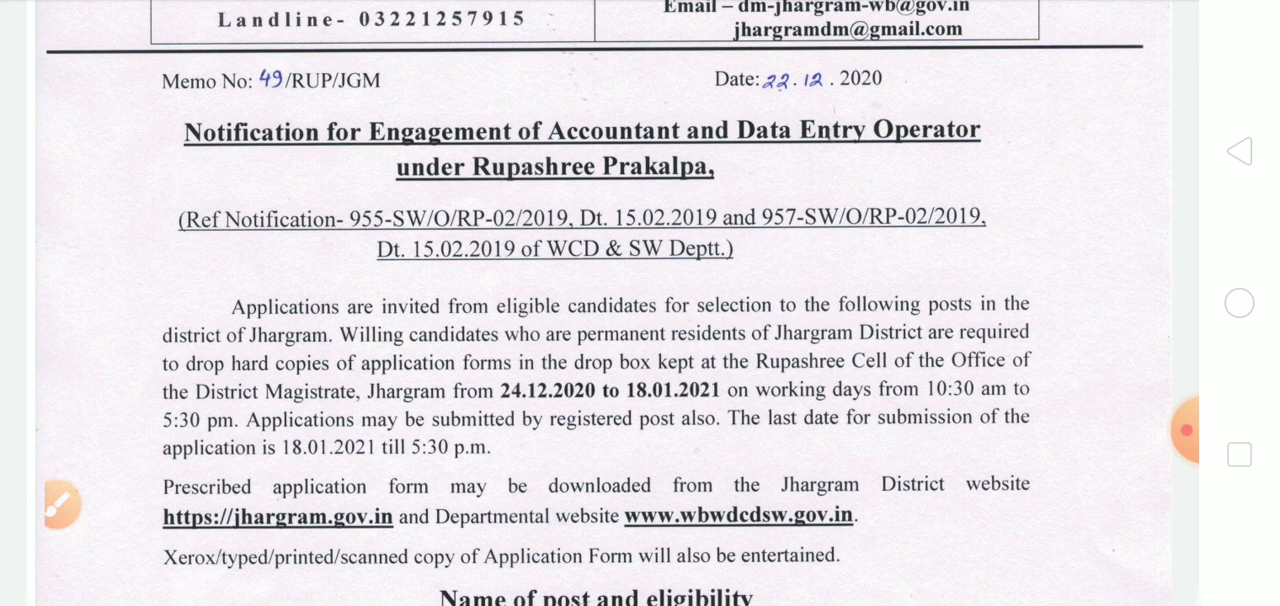 Landline- 03221257915
Email – dm-jhargram-wb@gov.in
jhargramdm@gmail.com
Memo No: 49/RUP/JGM
Date: 22.12.2020
Notification for Engagement of Accountant and Data Entry Operator
under Rupashree Prakalpa,
(Ref Notification- 955-SW/O/RP-02/2019, Dt. 15.02.2019 and 957-SW/O/RP-02/2019,
Dt. 15.02.2019 of WCD & SW Deptt.)
Applications are invited from eligible candidates for selection to the following posts in the
district of Jhargram. Willing candidates who are permanent residents of Jhargram District are required
to drop hard copies of application forms in the drop box kept at the Rupashree Cell of the Office of
the District Magistrate, Jhargram from 24.12.2020 to 18.01.2021 on working days from 10:30 am to
5:30 pm. Applications may be submitted by registered post also. The last date for submission of the
application is 18.01.2021 till 5:30 p.m.
Prescribed application form may be downloaded from the Jhargram District website
https://jhargram.gov.in and Departmental website www.wbwdcdsw.gov.in.
Xerox/typed/printed/scanned copy of Application Form will also be entertained.
Name of post and eligibility